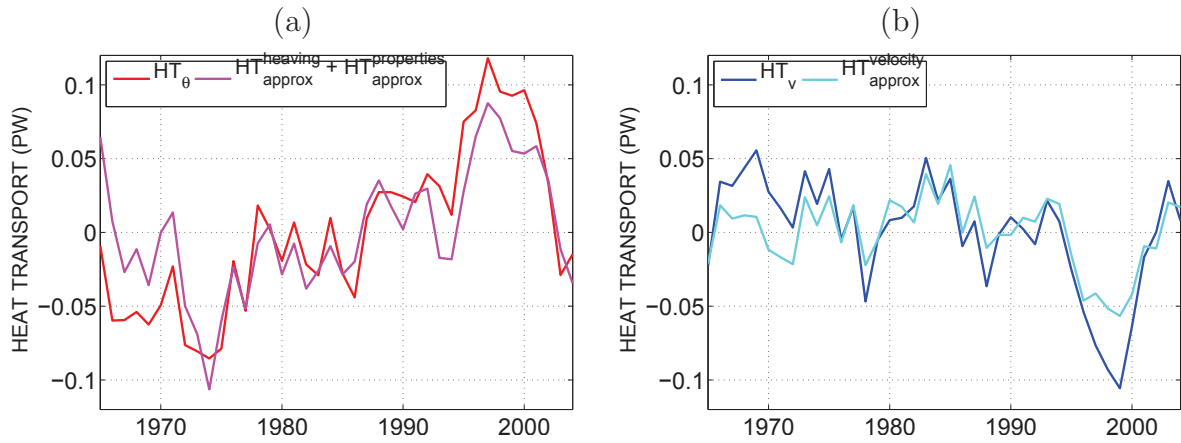 (a)
HT_θ HT^heaving_approx + HT^properties_approx
HEAT TRANSPORT (PW)
0.1
0.05
0
−0.05
−0.1
1970 1980 1990 2000
(b)
HT_v HT^velocity_approx
HEAT TRANSPORT (PW)
0.1
0.05
0
−0.05
−0.1
1970 1980 1990 2000